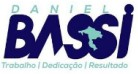 DANIEL
BASSI
Trabalho | Dedicação | Resultado